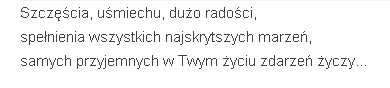 Szczęścia, uśmiechu, dużo radości,
spełnienia wszystkich najskrytszych marzeń,
samych przyjemnych w Twym życiu zdarzeń życzy...